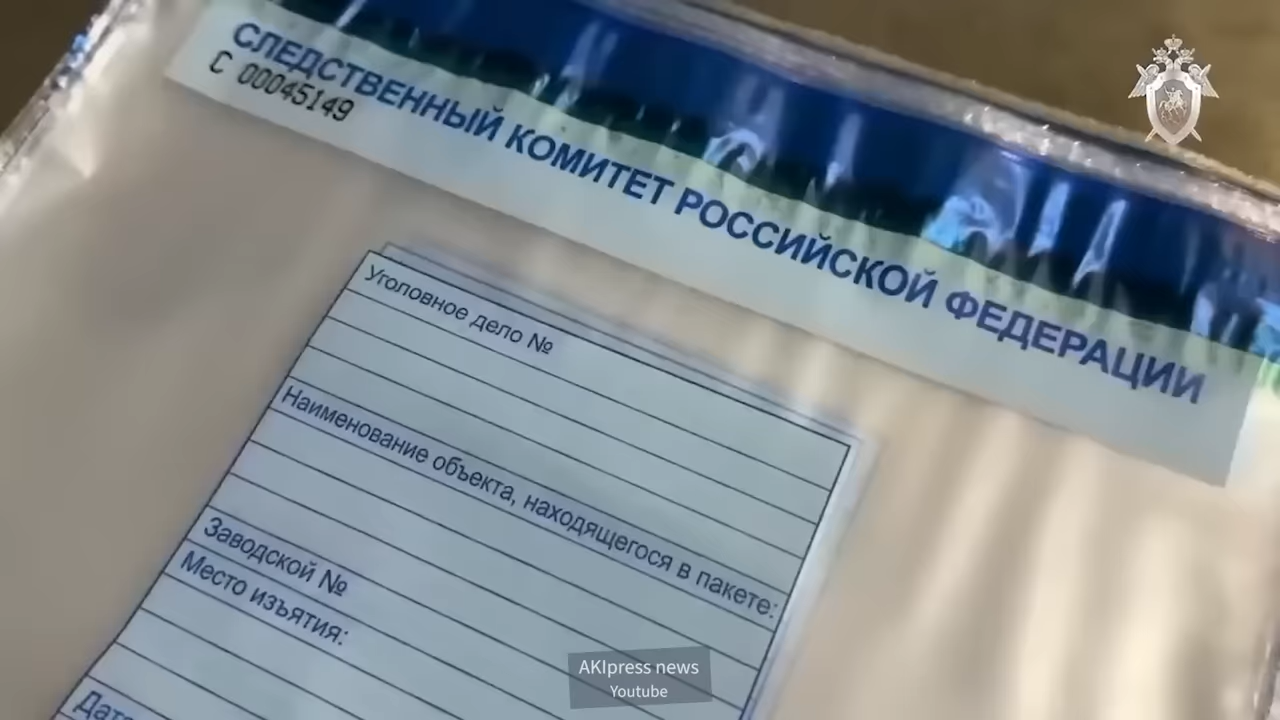 СЛЕДСТВЕННЫЙ КОМИТЕТ РОССИЙСКОЙ ФЕДЕРАЦИИ
С 00045149
Уголовное дело №
Наименование объекта, находящегося в пакете:
Заводской №
Место изъятия:
Дата
AKIpress news
Youtube